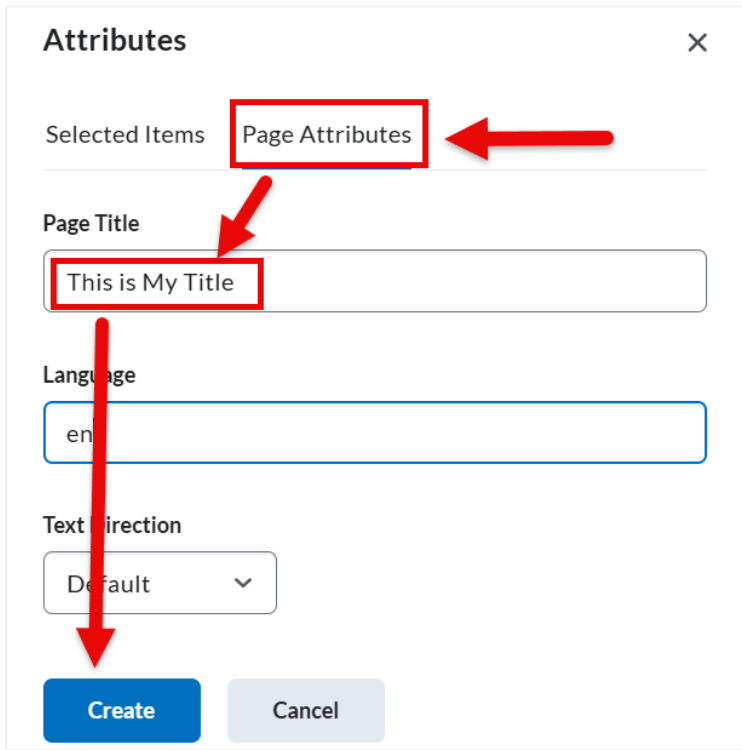 Attributes
Selected Items Page Attributes
Page Title
This is My Title
Language
en
Text Direction
Default
Create Cancel